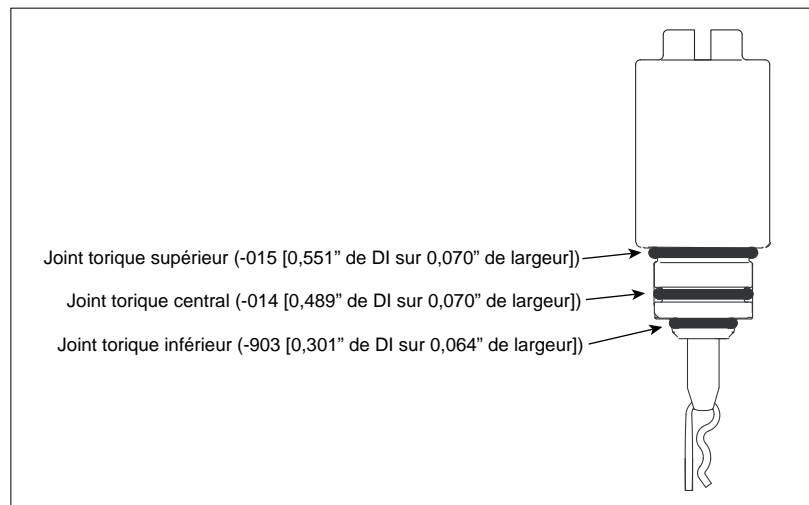 Joint torique supérieur (-015 [0,551” de DI sur 0,070” de largeur])
Joint torique central (-014 [0,489” de DI sur 0,070” de largeur])
Joint torique inférieur (-903 [0,301” de DI sur 0,064” de largeur])